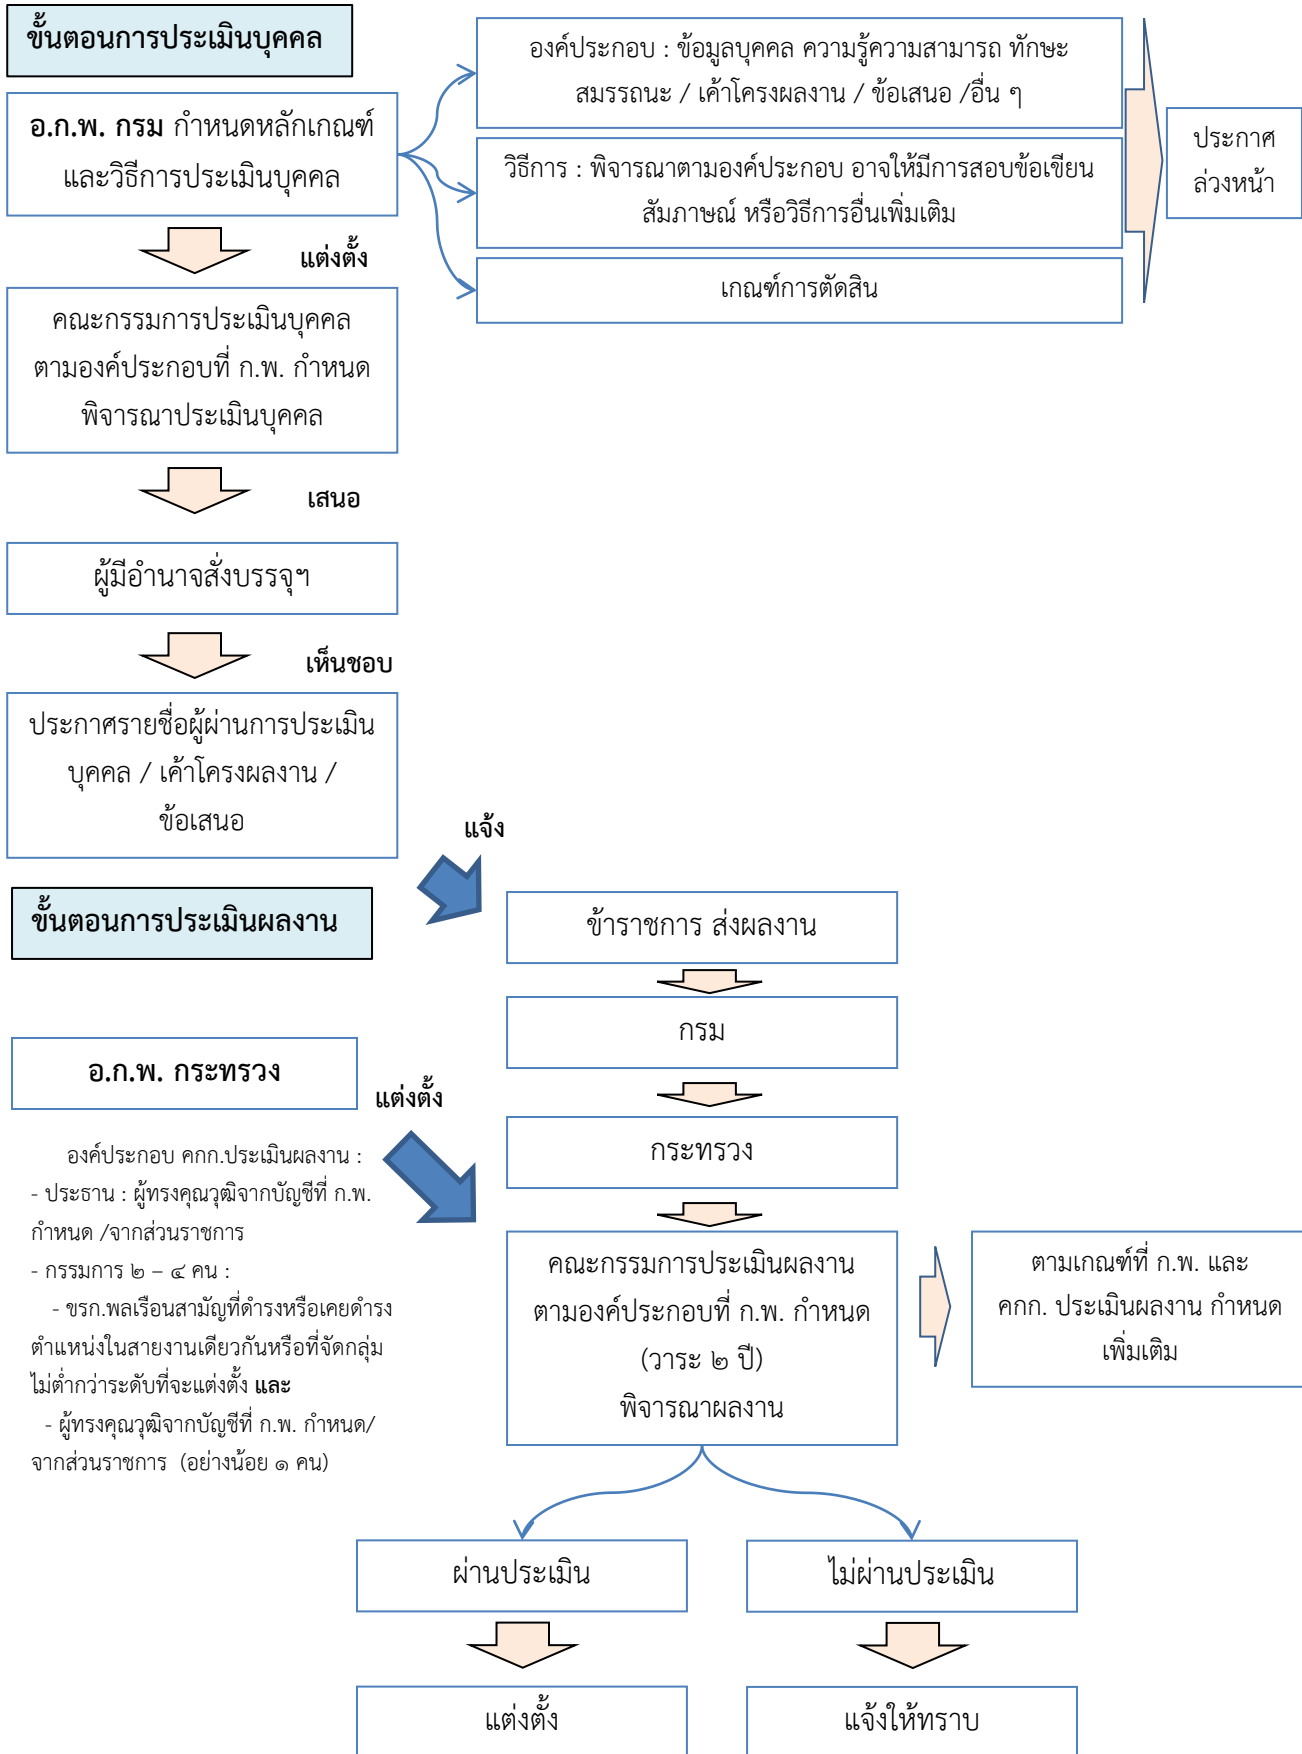 ขั้นตอนการประเมินบุคคล
อ.ก.พ. กรม กำหนดหลักเกณฑ์
และวิธีการประเมินบุคคล
องค์ประกอบ : ข้อมูลบุคคล ความรู้ความสามารถ ทักษะ
สมรรถนะ / เค้าโครงผลงาน / ข้อเสนอ /อื่น ๆ
วิธีการ : พิจารณาตามองค์ประกอบ อาจให้มีการสอบข้อเขียน
สัมภาษณ์ หรือวิธีการอื่นเพิ่มเติม
เกณฑ์การตัดสิน
ประกาศ
ล่วงหน้า
แต่งตั้ง
คณะกรรมการประเมินบุคคล
ตามองค์ประกอบที่ ก.พ. กำหนด
พิจารณาประเมินบุคคล
เสนอ
ผู้มีอำนาจสั่งบรรจุฯ
เห็นชอบ
ประกาศรายชื่อผู้ผ่านการประเมิน
บุคคล / เค้าโครงผลงาน /
ข้อเสนอ
แจ้ง
ขั้นตอนการประเมินผลงาน
ข้าราชการ ส่งผลงาน
กรม
อ.ก.พ. กระทรวง
แต่งตั้ง
กระทรวง
องค์ประกอบ คกก.ประเมินผลงาน :
- ประธาน : ผู้ทรงคุณวุฒิจากบัญชีที่ ก.พ.
กำหนด /จากส่วนราชการ
- กรรมการ ๒ – ๔ คน :
- ขรก.พลเรือนสามัญที่ดำรงหรือเคยดำรง
ตำแหน่งในสายงานเดียวกันหรือที่จัดกลุ่ม
ไม่ต่ำกว่าระดับที่จะแต่งตั้ง และ
- ผู้ทรงคุณวุฒิจากบัญชีที่ ก.พ. กำหนด/
จากส่วนราชการ (อย่างน้อย ๑ คน)
คณะกรรมการประเมินผลงาน
ตามองค์ประกอบที่ ก.พ. กำหนด
(วาระ ๒ ปี)
พิจารณาผลงาน
ตามเกณฑ์ที่ ก.พ. และ
คกก. ประเมินผลงาน กำหนด
เพิ่มเติม
ผ่านประเมิน
ไม่ผ่านประเมิน
แต่งตั้ง
แจ้งให้ทราบ